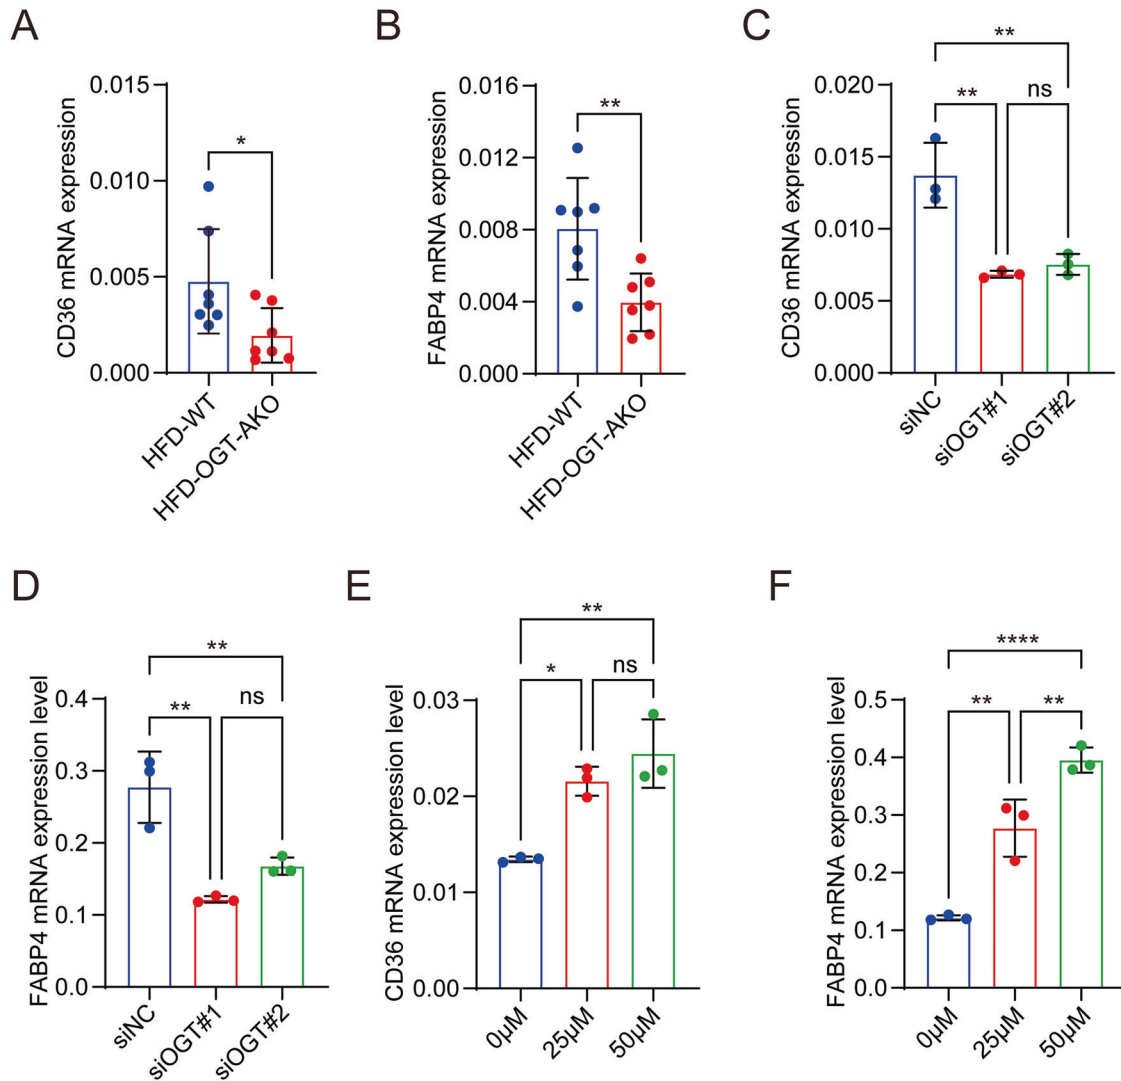 A
CD36 mRNA expression
0.015
0.010
0.005
0.000
*
HFD-WT
HFD-OGT-AKO
B
FABP4 mRNA expression
0.016
0.012
0.008
0.004
0.000
**
HFD-WT
HFD-OGT-AKO
C
CD36 mRNA expression
0.020
0.015
0.010
0.005
0.000
**
**
ns
siNC
siOGT#1
siOGT#2
D
FABP4 mRNA expression level
0.4
0.3
0.2
0.1
0.0
**
**
ns
siNC
siOGT#1
siOGT#2
E
CD36 mRNA expression level
0.03
0.02
0.01
0.00
**
*
ns
0μM
25μM
50μM
F
FABP4 mRNA expression level
0.5
0.4
0.3
0.2
0.1
0.0
****
**
**
0μM
25μM
50μM